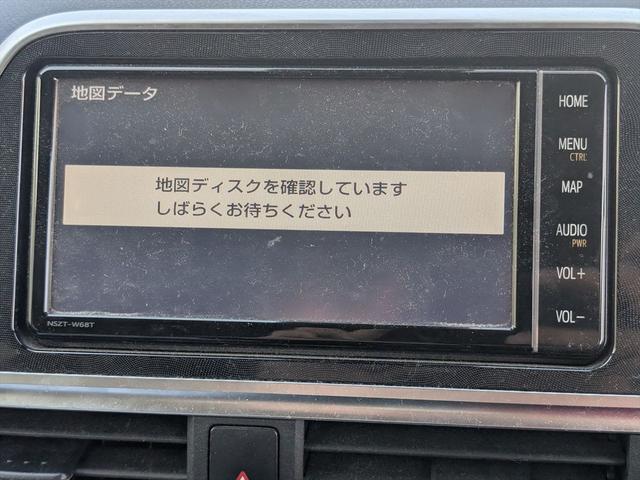 地図データ
地図ディスクを確認しています
しばらくお待ちください
NSZT-W68T
HOME
MENU
CTRL
MAP
AUDIO
PWR
VOL+
VOL−